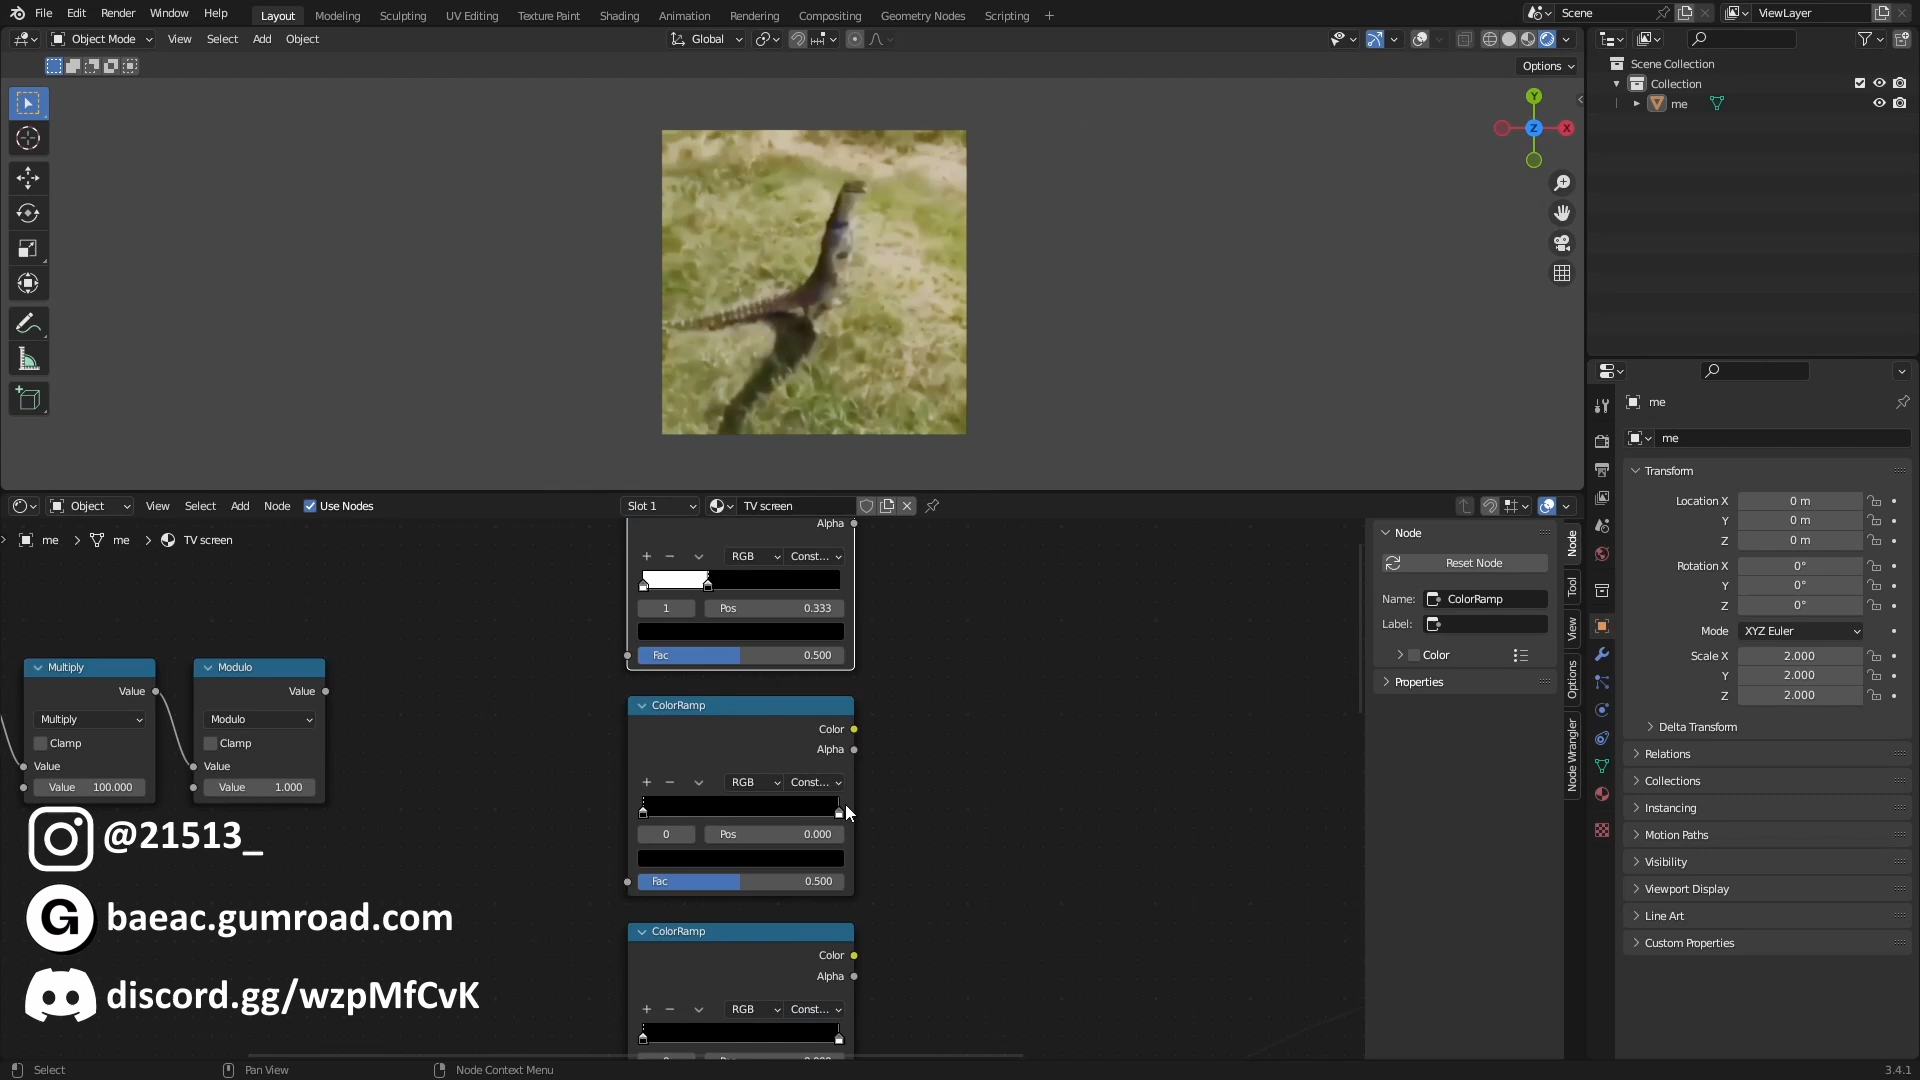 File Edit Render Window Help Layout Modeling Sculpting UV Editing Texture Paint Shading Animation Rendering Compositing Geometry Nodes Scripting + Scene ViewLayer
Object Mode View Select Add Object Global
Options
Scene Collection
Collection
me
me
me
Transform
Location X 0 m
Y 0 m
Z 0 m
Rotation X 0°
Y 0°
Z 0°
Mode XYZ Euler
Scale X 2.000
Y 2.000
Z 2.000
Delta Transform
Relations
Collections
Instancing
Motion Paths
Visibility
Viewport Display
Line Art
Custom Properties
Y
Z
X
Object View Select Add Node Use Nodes Slot 1 TV screen
me me TV screen
Alpha
RGB Const...
1 Pos 0.333
Fac 0.500
Multiply
Value
Multiply
Clamp
Value
Value 100.000
Modulo
Value
Modulo
Clamp
Value
Value 1.000
ColorRamp
Color
Alpha
RGB Const...
0 Pos 0.000
Fac 0.500
ColorRamp
Color
Alpha
RGB Const...
0 Pos 0.000
Node
Reset Node
Name: ColorRamp
Label:
Color
Properties
Node
Tool
View
Options
Node Wrangler
@21513_
G baeac.gumroad.com
discord.gg/wzpMfCvK
Select Pan View Node Context Menu 3.4.1